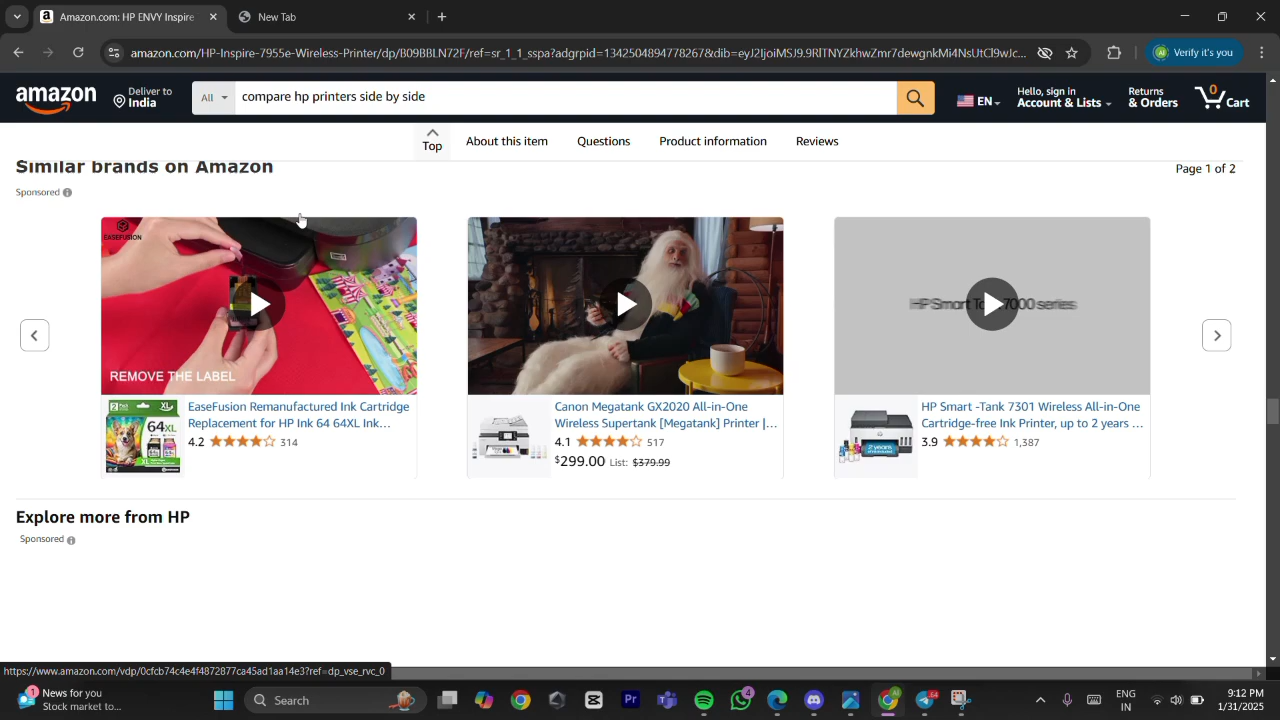 Amazon.com: HP ENVY Inspire
New Tab
amazon.com/HP-Inspire-7955e-Wireless-Printer/dp/B09BBLN72F/ref=sr_1_1_sspa?adgrpid=1342504894778267&dib=eyJ2IjoiMSJ9.9RITNYZkhwZmr7dewgnkMi4NsUtCl9wJc...
Verify it's you
amazon
Deliver to
India
All
compare hp printers side by side
EN
Hello, sign in
Account & Lists
Returns
& Orders
0
Cart
Top
About this item
Questions
Product information
Reviews
Similar brands on Amazon
Page 1 of 2
Sponsored
EASEFUSION
REMOVE THE LABEL
HP Smart Tank 7000 series
64XL
EaseFusion Remanufactured Ink Cartridge
Replacement for HP Ink 64 64XL Ink...
4.2 314
Canon Megatank GX2020 All-in-One
Wireless Supertank [Megatank] Printer |...
4.1 517
$299.00 List: $379.99
HP Smart -Tank 7301 Wireless All-in-One
Cartridge-free Ink Printer, up to 2 years ...
3.9 1,387
Explore more from HP
Sponsored
https://www.amazon.com/vdp/0cfcb74c4e4f4872877ca45ad1aa14e3?ref=dp_vse_rvc_0
1
News for you
Stock market to...
Search
Pr
4
54
ENG
IN
9:12 PM
1/31/2025